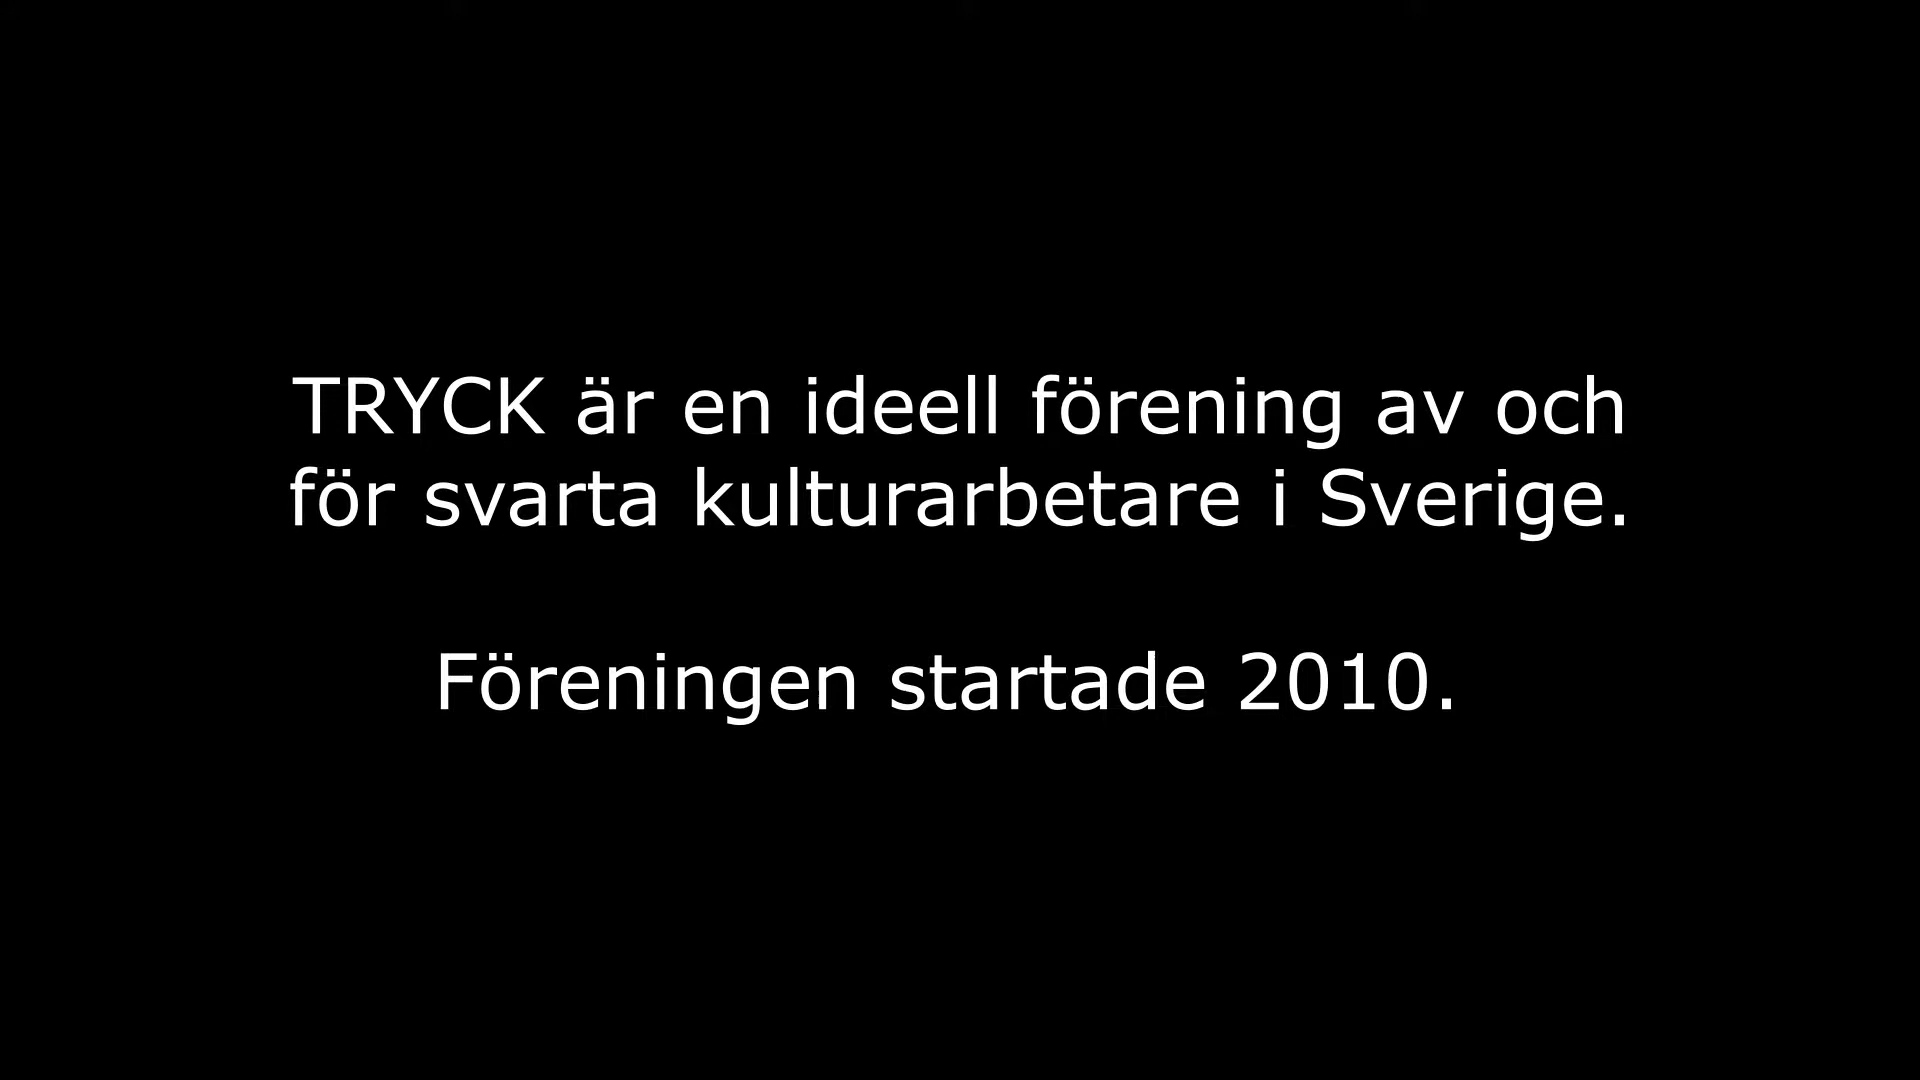 TRYCK är en ideell förening av och
för svarta kulturarbetare i Sverige.
Föreningen startade 2010.